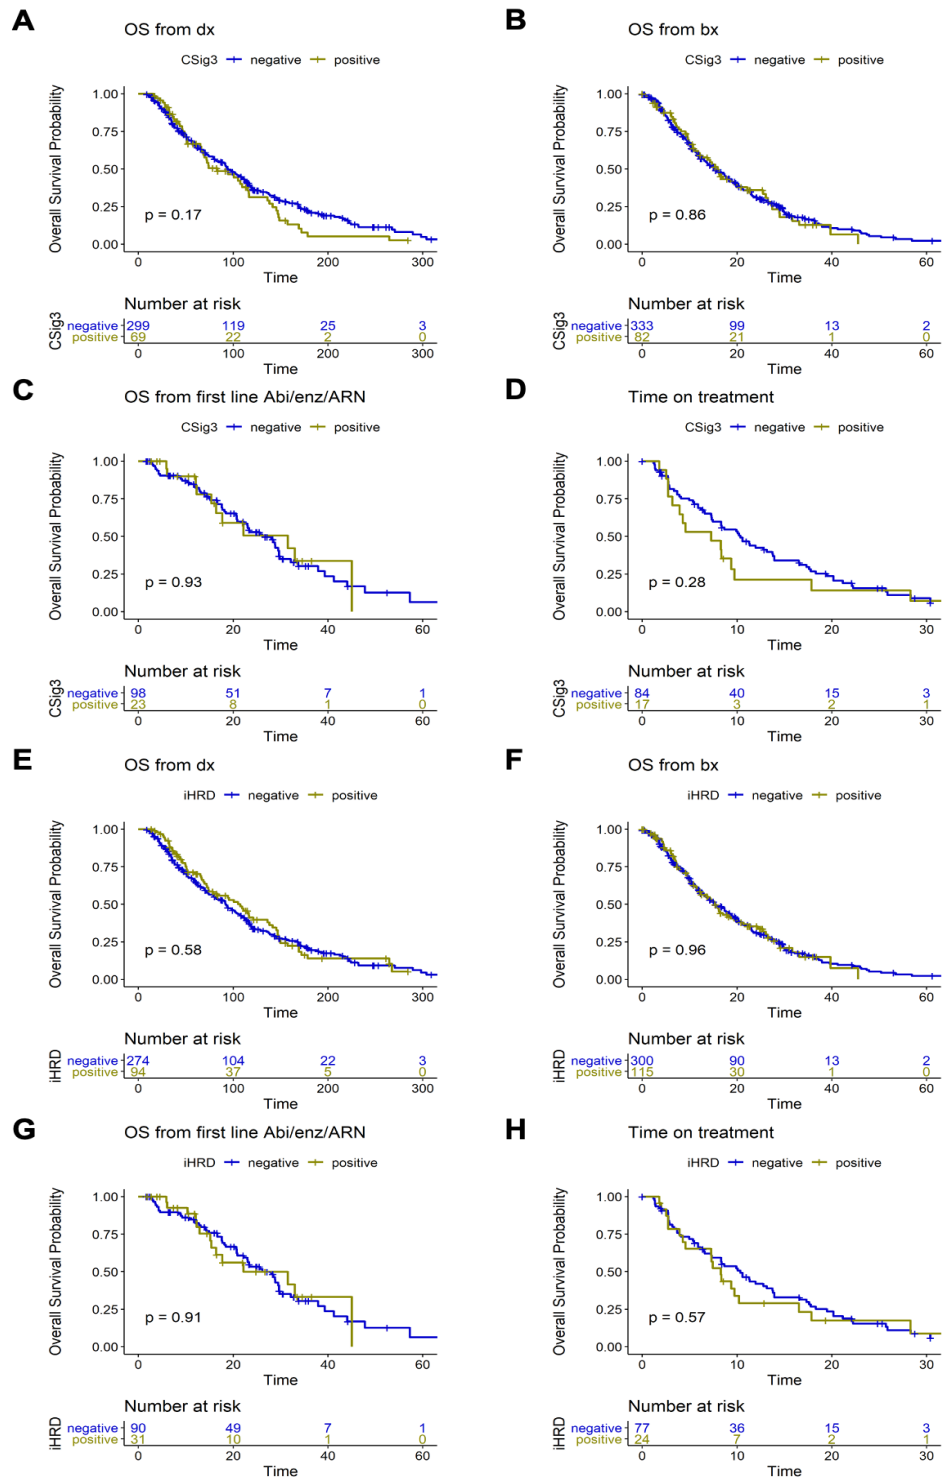 A
OS from dx
CSig3 negative positive
Overall Survival Probability
1.00
0.75
0.50
0.25
0.00
p = 0.17
0 100 200 300
Time
Number at risk
CSig3
negative 299 119 25 3
positive 69 22 2 0
0 100 200 300
Time
B
OS from bx
CSig3 negative positive
Overall Survival Probability
1.00
0.75
0.50
0.25
0.00
p = 0.86
0 20 40 60
Time
Number at risk
CSig3
negative 333 99 13 2
positive 82 21 1 0
0 20 40 60
Time
C
OS from first line Abi/enz/ARN
CSig3 negative positive
Overall Survival Probability
1.00
0.75
0.50
0.25
0.00
p = 0.93
0 20 40 60
Time
Number at risk
CSig3
negative 98 51 7 1
positive 23 8 1 0
0 20 40 60
Time
D
Time on treatment
CSig3 negative positive
Overall Survival Probability
1.00
0.75
0.50
0.25
0.00
p = 0.28
0 10 20 30
Time
Number at risk
CSig3
negative 84 40 15 3
positive 17 3 2 1
0 10 20 30
Time
E
OS from dx
iHRD negative positive
Overall Survival Probability
1.00
0.75
0.50
0.25
0.00
p = 0.58
0 100 200 300
Time
Number at risk
iHRD
negative 274 104 22 3
positive 94 37 5 0
0 100 200 300
Time
F
OS from bx
iHRD negative positive
Overall Survival Probability
1.00
0.75
0.50
0.25
0.00
p = 0.96
0 20 40 60
Time
Number at risk
iHRD
negative 300 90 13 2
positive 115 30 1 0
0 20 40 60
Time
G
OS from first line Abi/enz/ARN
iHRD negative positive
Overall Survival Probability
1.00
0.75
0.50
0.25
0.00
p = 0.91
0 20 40 60
Time
Number at risk
iHRD
negative 90 49 7 1
positive 31 10 1 0
0 20 40 60
Time
H
Time on treatment
iHRD negative positive
Overall Survival Probability
1.00
0.75
0.50
0.25
0.00
p = 0.57
0 10 20 30
Time
Number at risk
iHRD
negative 77 36 15 3
positive 24 7 2 1
0 10 20 30
Time